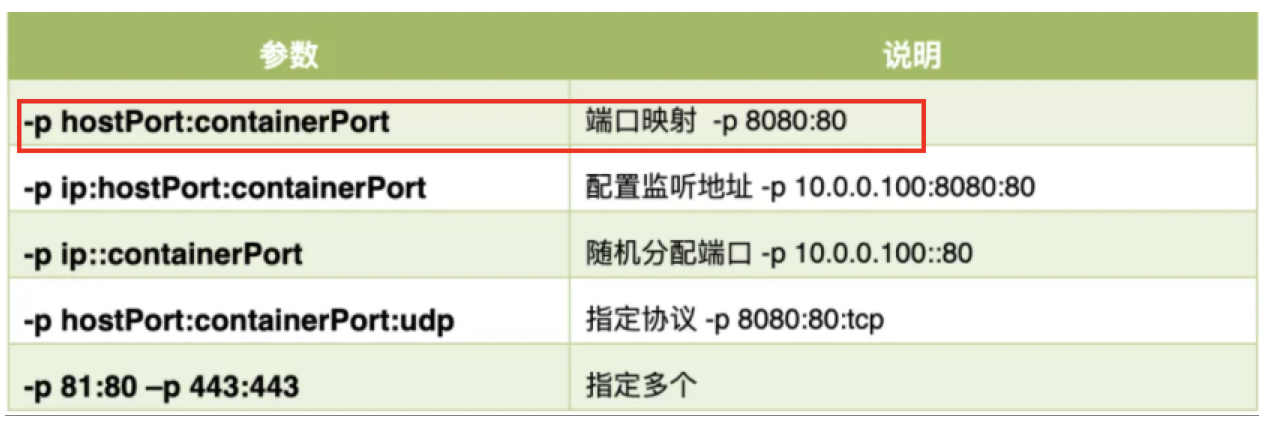 参数 说明
-p hostPort:containerPort 端口映射 -p 8080:80
-p ip:hostPort:containerPort 配置监听地址 -p 10.0.0.100:8080:80
-p ip::containerPort 随机分配端口 -p 10.0.0.100::80
-p hostPort:containerPort:udp 指定协议 -p 8080:80:tcp
-p 81:80 –p 443:443 指定多个